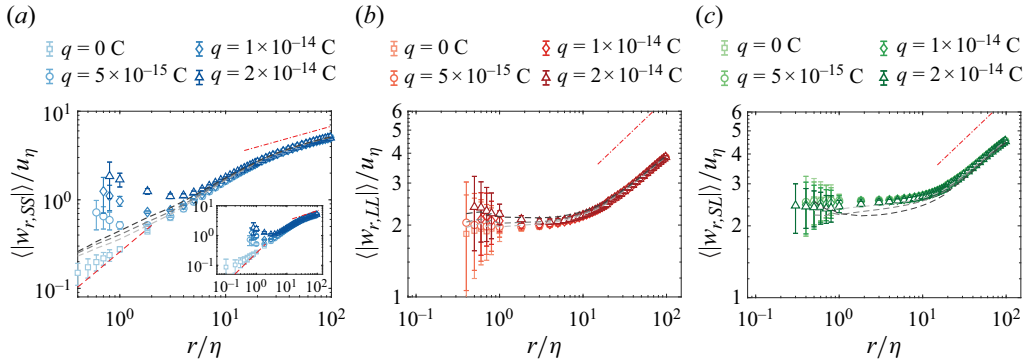 (a)
q = 0 C
q = 1×10⁻¹⁴ C
q = 5×10⁻¹⁵ C
q = 2×10⁻¹⁴ C
⟨|w_{r,SS}|⟩/u_η
10¹
10⁰
10⁻¹
10⁰
10¹
10²
r/η
10¹
10⁰
10⁻¹
10⁻¹
10⁰
10¹
10²
(b)
q = 0 C
q = 1×10⁻¹⁴ C
q = 5×10⁻¹⁵ C
q = 2×10⁻¹⁴ C
⟨|w_{r,LL}|⟩/u_η
6
5
4
3
2
1
10⁻¹
10⁰
10¹
10²
r/η
(c)
q = 0 C
q = 1×10⁻¹⁴ C
q = 5×10⁻¹⁵ C
q = 2×10⁻¹⁴ C
⟨|w_{r,SL}|⟩/u_η
6
5
4
3
2
1
10⁻¹
10⁰
10¹
10²
r/η